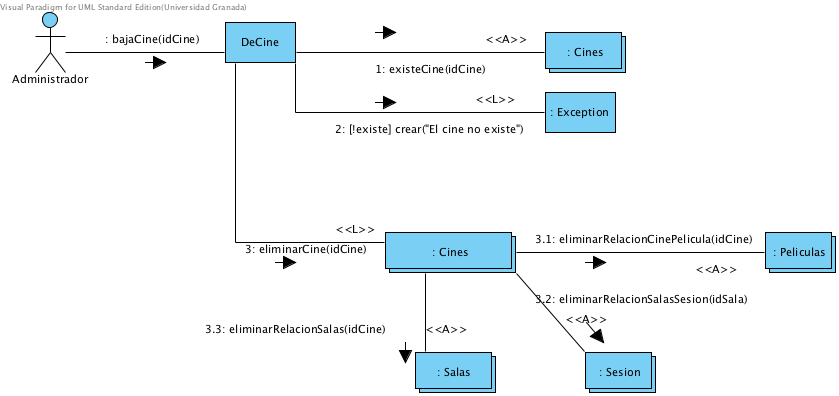 Visual Paradigm for UML Standard Edition(Universidad Granada)
: bajaCine(idCine)
DeCine
<<A>>
: Cines
1: existeCine(idCine)
Administrador
<<L>>
: Exception
2: [!existe] crear("El cine no existe")
<<L>>
3: eliminarCine(idCine)
: Cines
3.1: eliminarRelacionCinePelicula(idCine)
: Peliculas
<<A>>
3.2: eliminarRelacionSalasSesion(idSala)
<<A>>
3.3: eliminarRelacionSalas(idCine)
<<A>>
: Salas
: Sesion